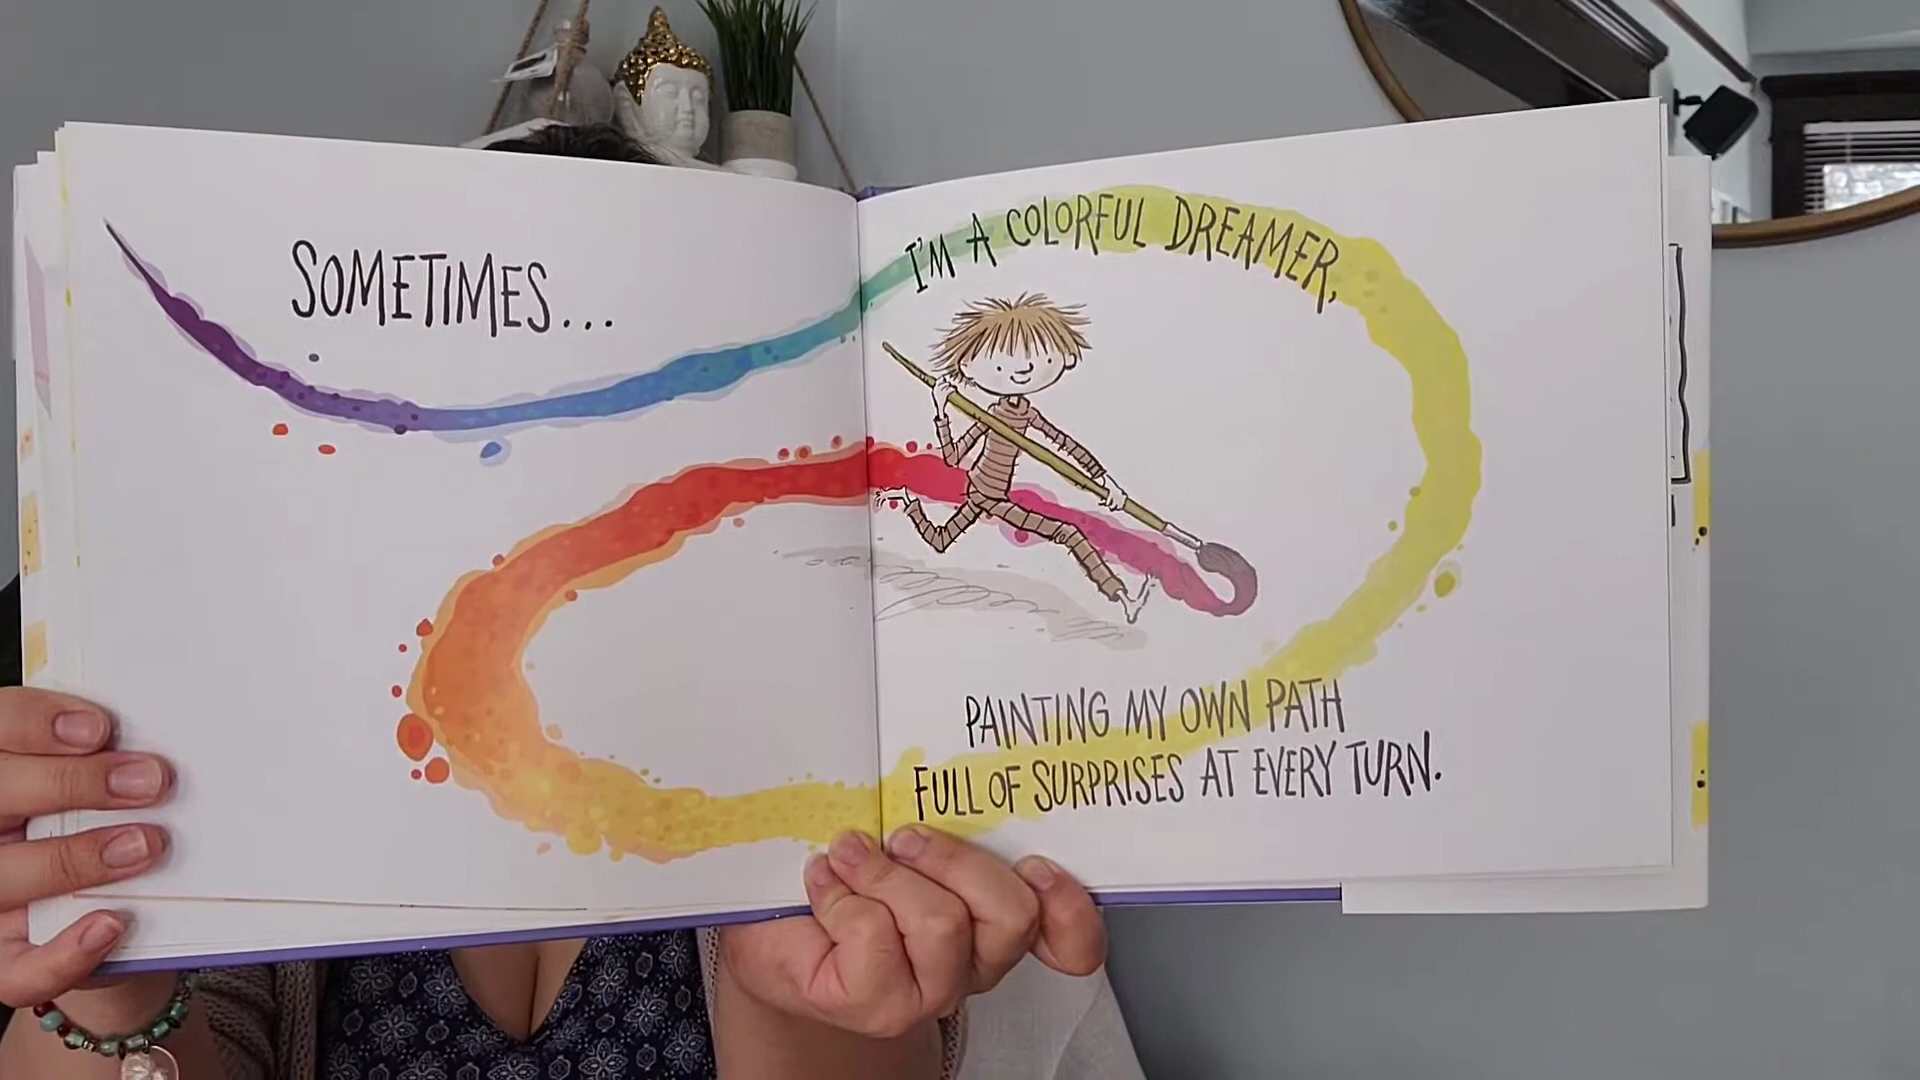 SOMETIMES...
I'M A COLORFUL DREAMER,
PAINTING MY OWN PATH
FULL OF SURPRISES AT EVERY TURN.